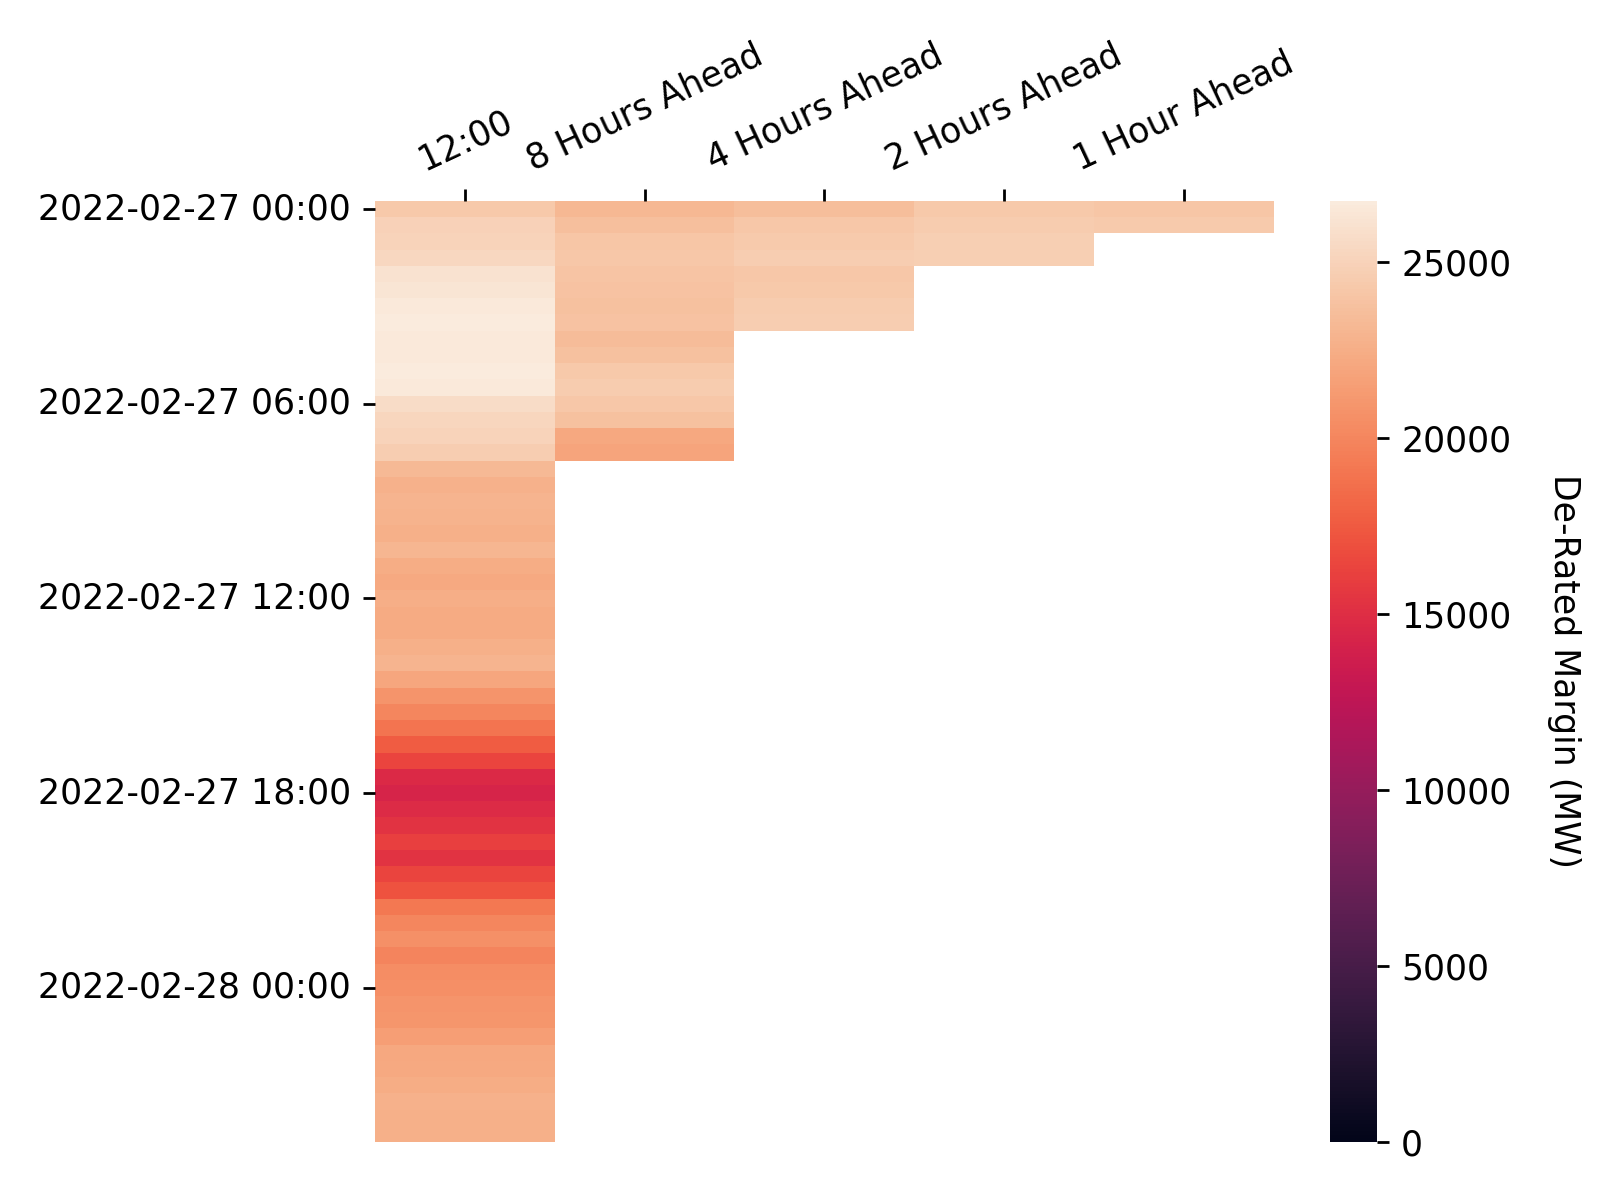 12:00
8 Hours Ahead
4 Hours Ahead
2 Hours Ahead
1 Hour Ahead
2022-02-27 00:00
2022-02-27 06:00
2022-02-27 12:00
2022-02-27 18:00
2022-02-28 00:00
25000
20000
15000
10000
5000
0
De-Rated Margin (MW)